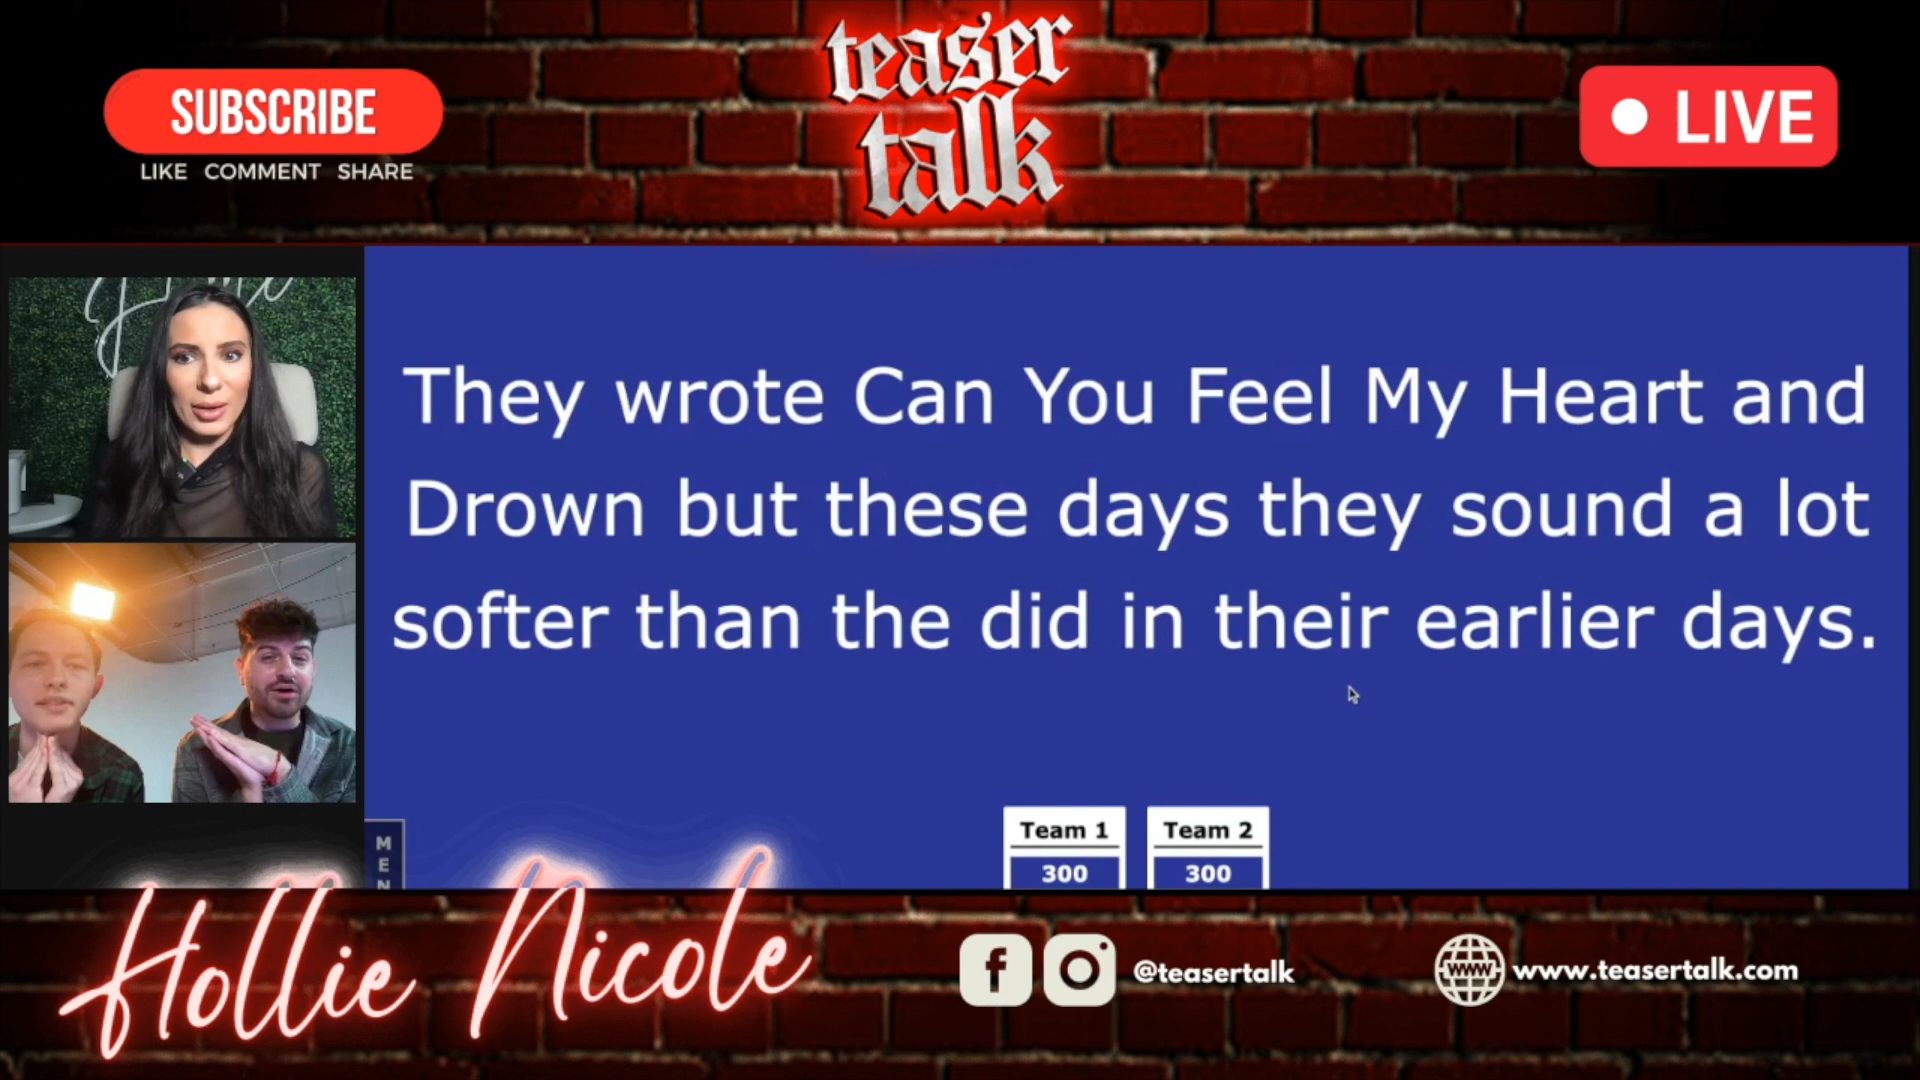 teaser
talk
SUBSCRIBE
LIKE COMMENT SHARE
LIVE
They wrote Can You Feel My Heart and
Drown but these days they sound a lot
softer than the did in their earlier days.
MEN
Team 1
300
Team 2
300
Hollie Nicole
f
@teasertalk
WWW
www.teasertalk.com